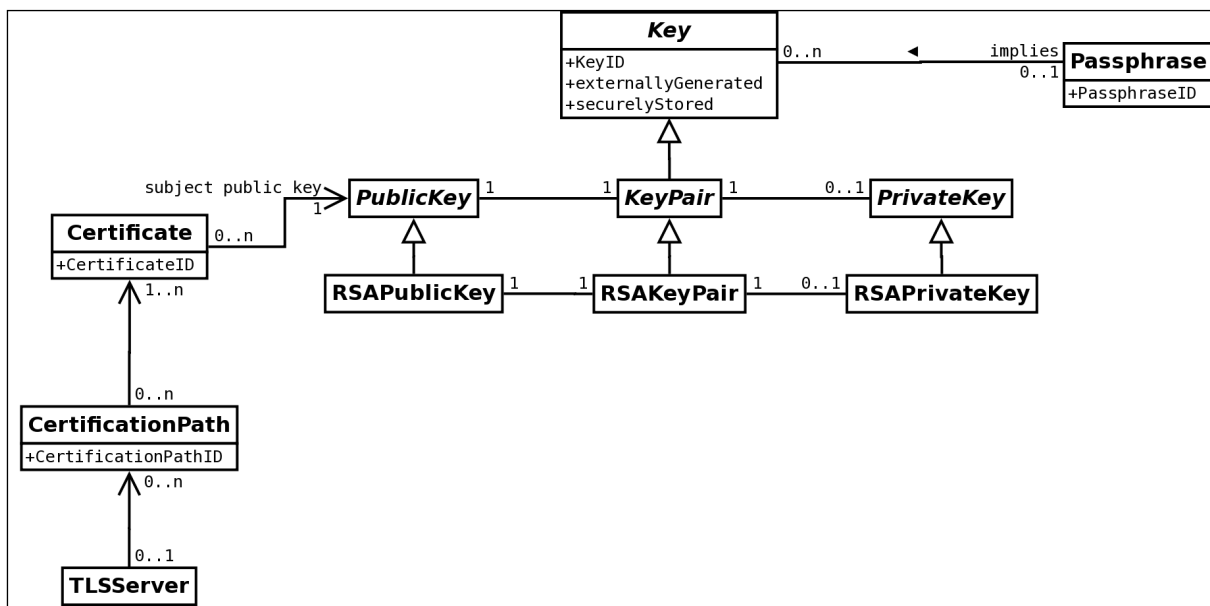 Key
+KeyID
+externallyGenerated
+securelyStored
0..n
◄
implies
0..1
Passphrase
+PassphraseID
subject public key
1
PublicKey
1
1
KeyPair
1
0..1
PrivateKey
Certificate
+CertificateID
0..n
1..n
RSAPublicKey
1
1
RSAKeyPair
1
0..1
RSAPrivateKey
0..n
CertificationPath
+CertificationPathID
0..n
0..1
TLSServer